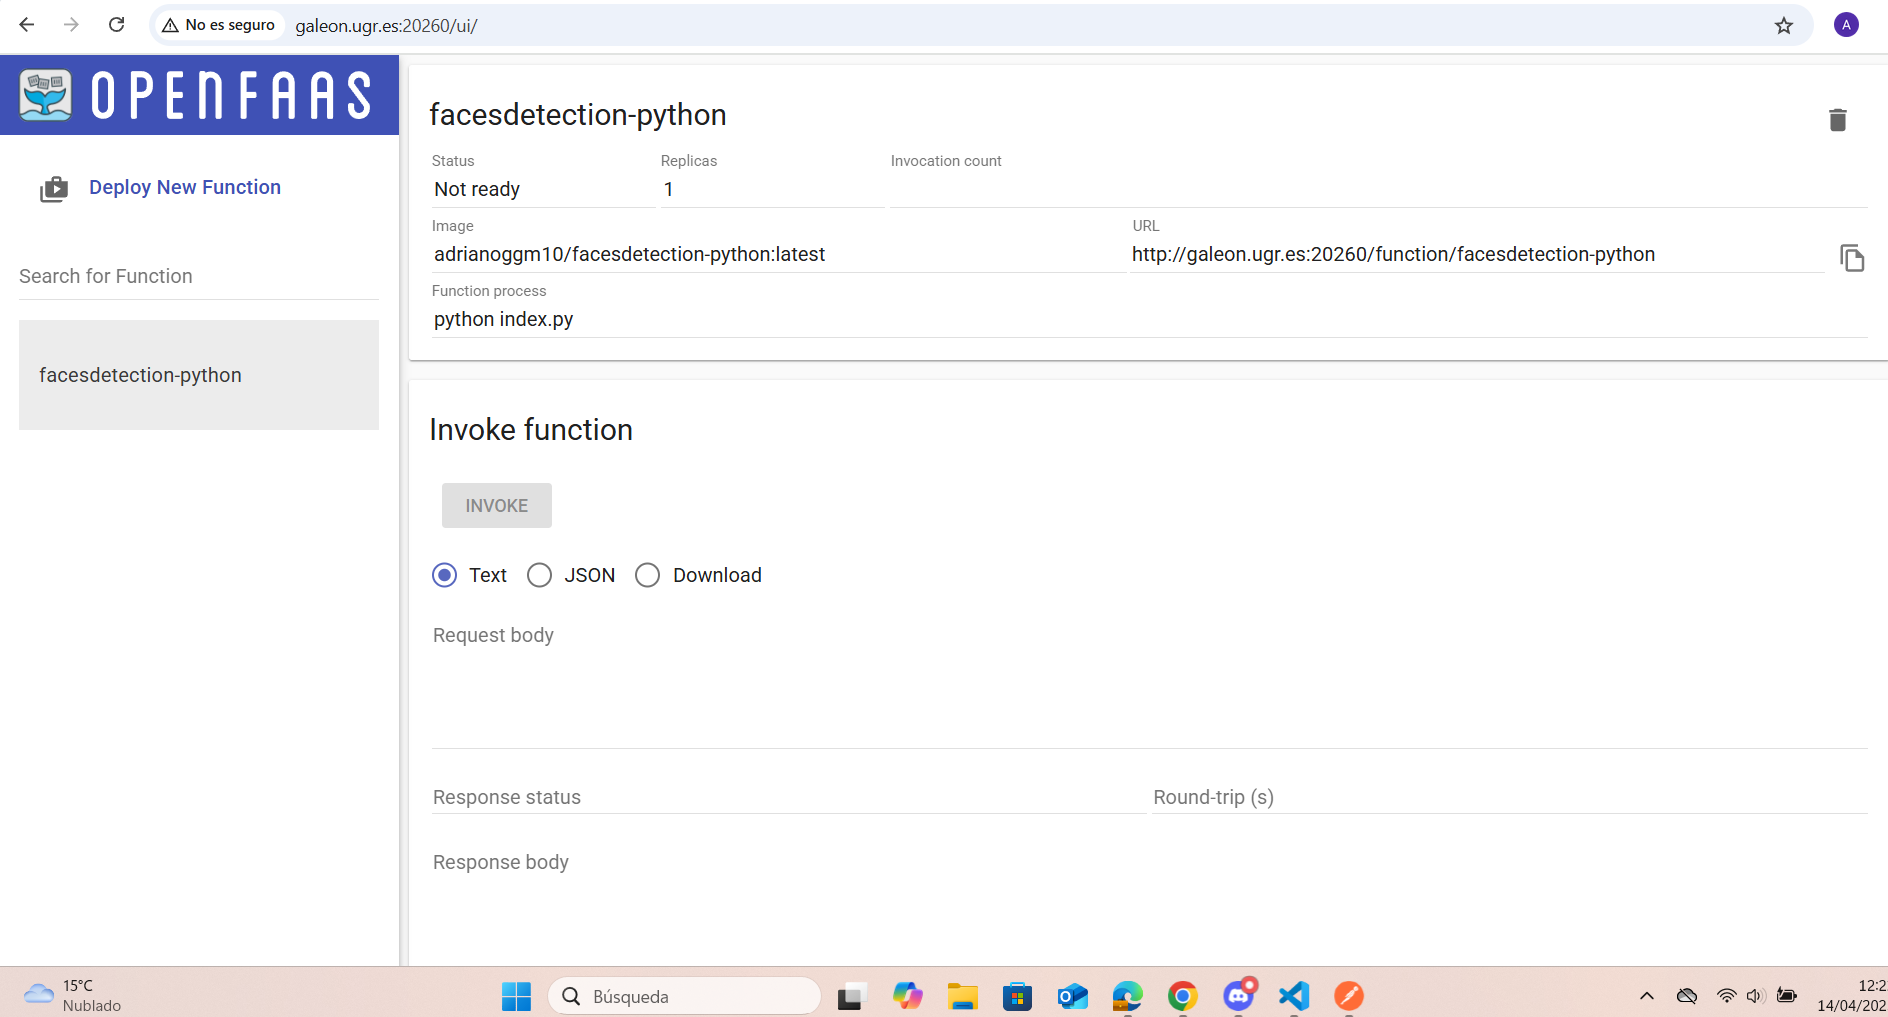 No es seguro
galeon.ugr.es:20260/ui/
A
OPENFAAS
Deploy New Function
Search for Function
facesdetection-python
facesdetection-python
Status
Replicas
Invocation count
Not ready
1
Image
URL
adrianoggm10/facesdetection-python:latest
http://galeon.ugr.es:20260/function/facesdetection-python
Function process
python index.py
Invoke function
INVOKE
Text
JSON
Download
Request body
Response status
Round-trip (s)
Response body
15°C
Nublado
Búsqueda
12:2
14/04/202